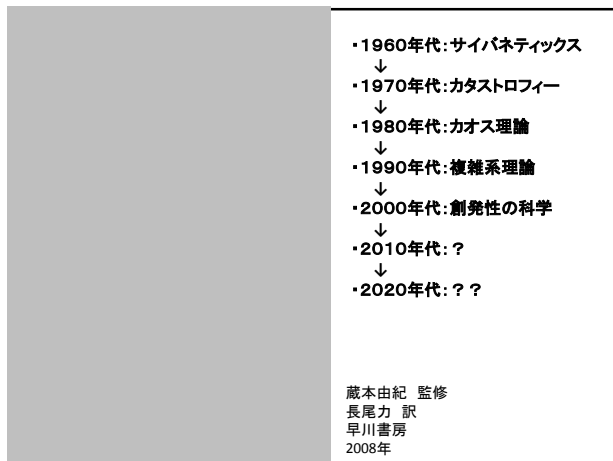 ・1960年代：サイバネティックス
↓
・1970年代：カタストロフィー
↓
・1980年代：カオス理論
↓
・1990年代：複雑系理論
↓
・2000年代：創発性の科学
↓
・2010年代：？
↓
・2020年代：？？
蔵本由紀 監修
長尾力 訳
早川書房
2008年